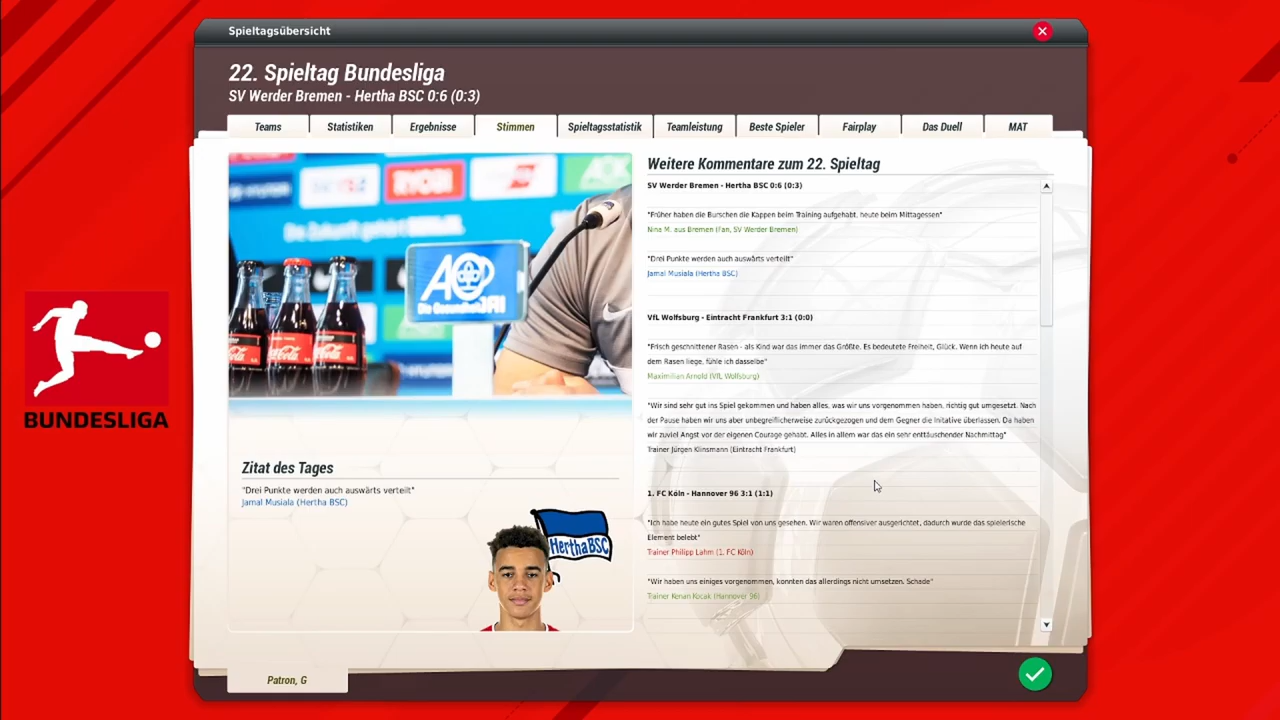 Spieltagsübersicht
22. Spieltag Bundesliga
SV Werder Bremen - Hertha BSC 0:6 (0:3)
Teams
Statistiken
Ergebnisse
Stimmen
Spieltagsstatistik
Teamleistung
Beste Spieler
Fairplay
Das Duell
MAT
RYOBI
Die Zukunft gehört
AOK
Die Gesundheit
Coca-Cola
BUNDESLIGA
Zitat des Tages
"Drei Punkte werden auch auswärts verteilt"
Jamal Musiala (Hertha BSC)
Hertha BSC
Weitere Kommentare zum 22. Spieltag
SV Werder Bremen - Hertha BSC 0:6 (0:3)
"Früher haben die Burschen die Kappen beim Training aufgehabt, heute beim Mittagessen"
Nina M. aus Bremen (Fan, SV Werder Bremen)
"Drei Punkte werden auch auswärts verteilt"
Jamal Musiala (Hertha BSC)
VfL Wolfsburg - Eintracht Frankfurt 3:1 (0:0)
"Frisch geschnittener Rasen - als Kind war das immer das Größte. Es bedeutete Freiheit, Glück. Wenn ich heute auf
dem Rasen liege, fühle ich dasselbe"
Maximilian Arnold (VfL Wolfsburg)
"Wir sind sehr gut ins Spiel gekommen und haben alles, was wir uns vorgenommen haben, richtig gut umgesetzt. Nach
der Pause haben wir uns aber unbegreiflicherweise zurückgezogen und dem Gegner die Initative überlassen. Da haben
wir zuviel Angst vor der eigenen Courage gehabt. Alles in allem war das ein sehr enttäuschender Nachmittag"
Trainer Jürgen Klinsmann (Eintracht Frankfurt)
1. FC Köln - Hannover 96 3:1 (1:1)
"Ich habe heute ein gutes Spiel von uns gesehen. Wir waren offensiver ausgerichtet, dadurch wurde das spielerische
Element belebt"
Trainer Philipp Lahm (1. FC Köln)
"Wir haben uns einiges vorgenommen, konnten das allerdings nicht umsetzen. Schade"
Trainer Kenan Kocak (Hannover 96)
Patron, G